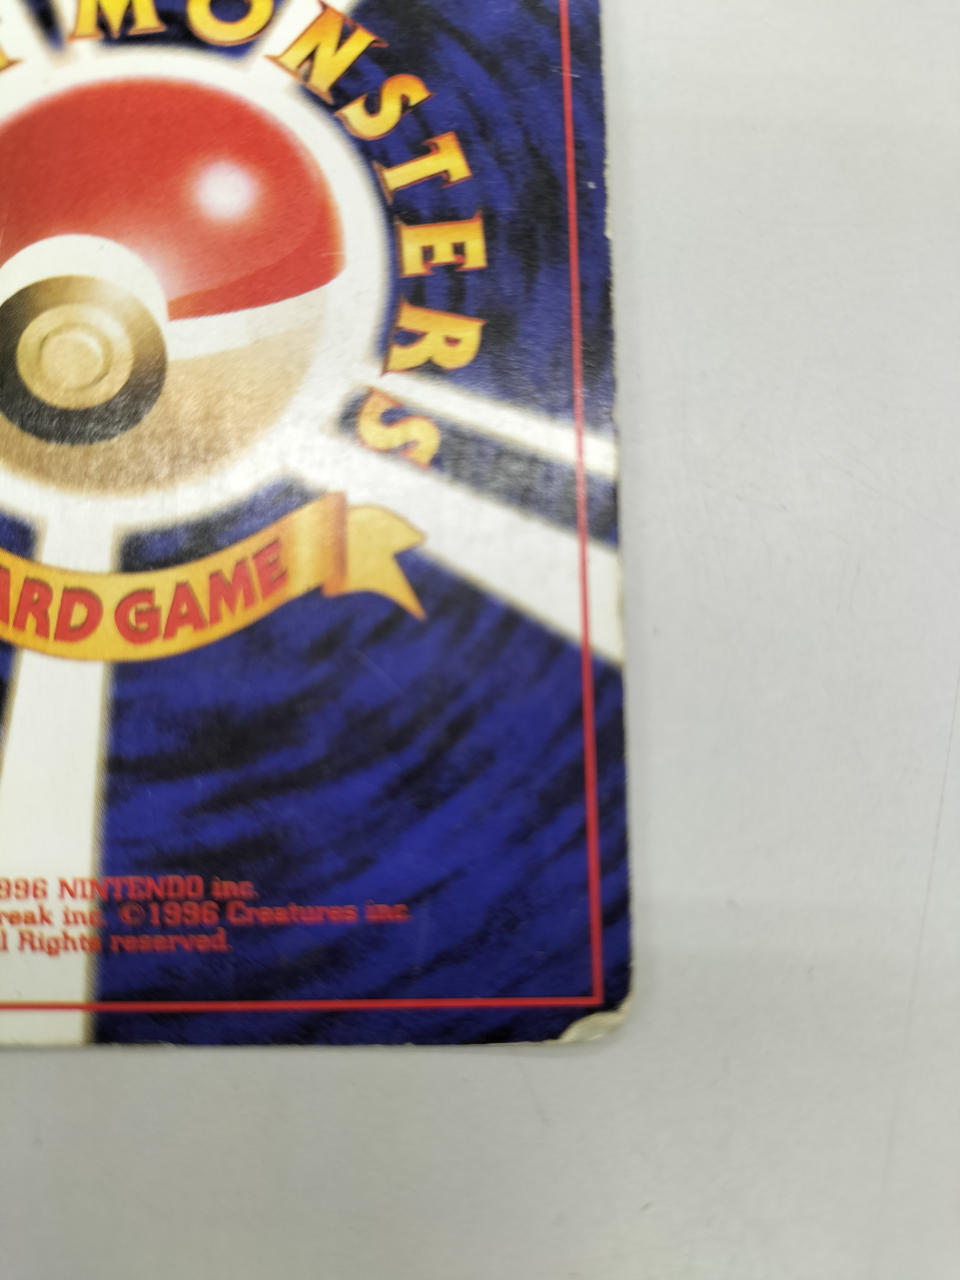 MONSTERS
ARD GAME
996 NINTENDO inc.
reak inc. ©1996 Creatures inc.
l Rights reserved.